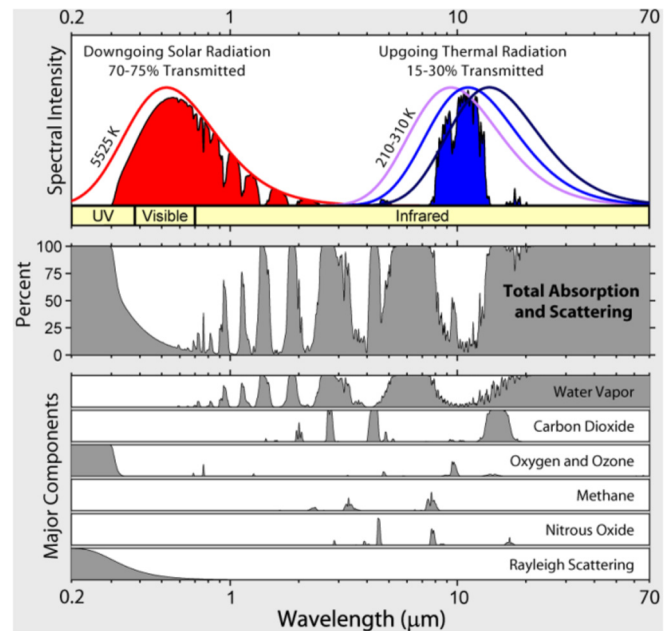 0.2 1 10 70
Downgoing Solar Radiation
70-75% Transmitted
Upgoing Thermal Radiation
15-30% Transmitted
Spectral Intensity
5525 K
210-310 K
UV Visible Infrared
Percent
100
75
50
25
0
Total Absorption
and Scattering
Major Components
Water Vapor
Carbon Dioxide
Oxygen and Ozone
Methane
Nitrous Oxide
Rayleigh Scattering
0.2 1 10 70
Wavelength (μm)